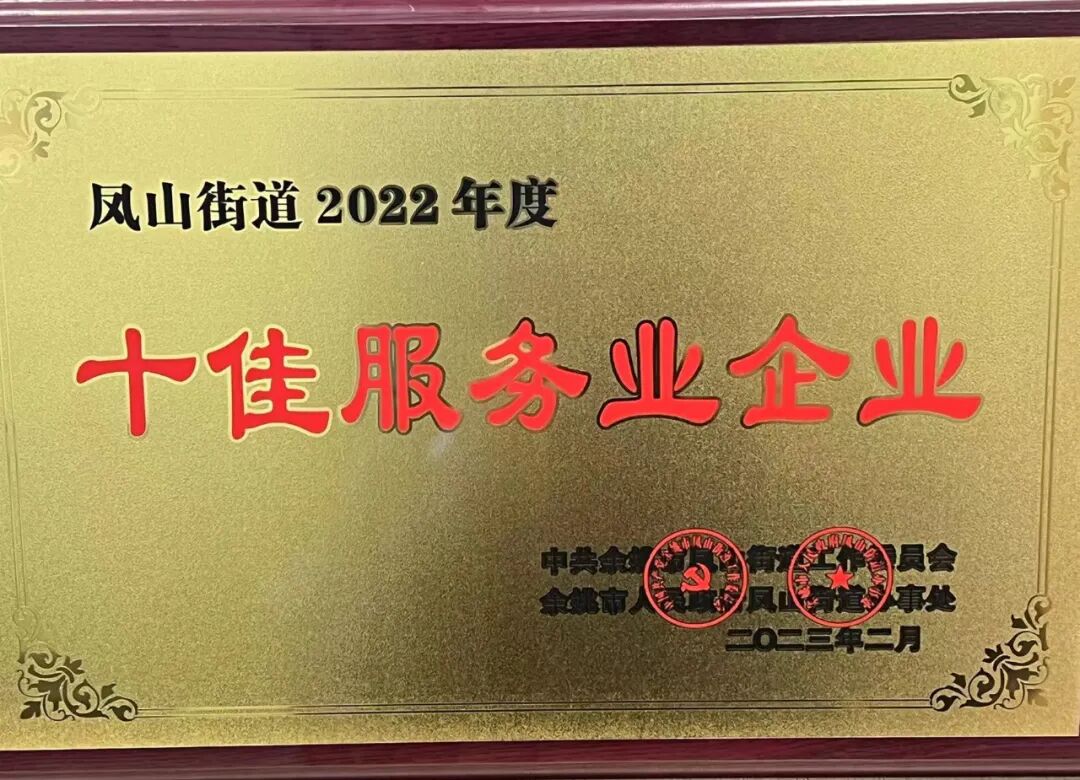 凤山街道2022年度
十佳服务业企业
中共余姚市凤山街道工作委员会
余姚市人民政府凤山街道办事处
二〇二三年二月